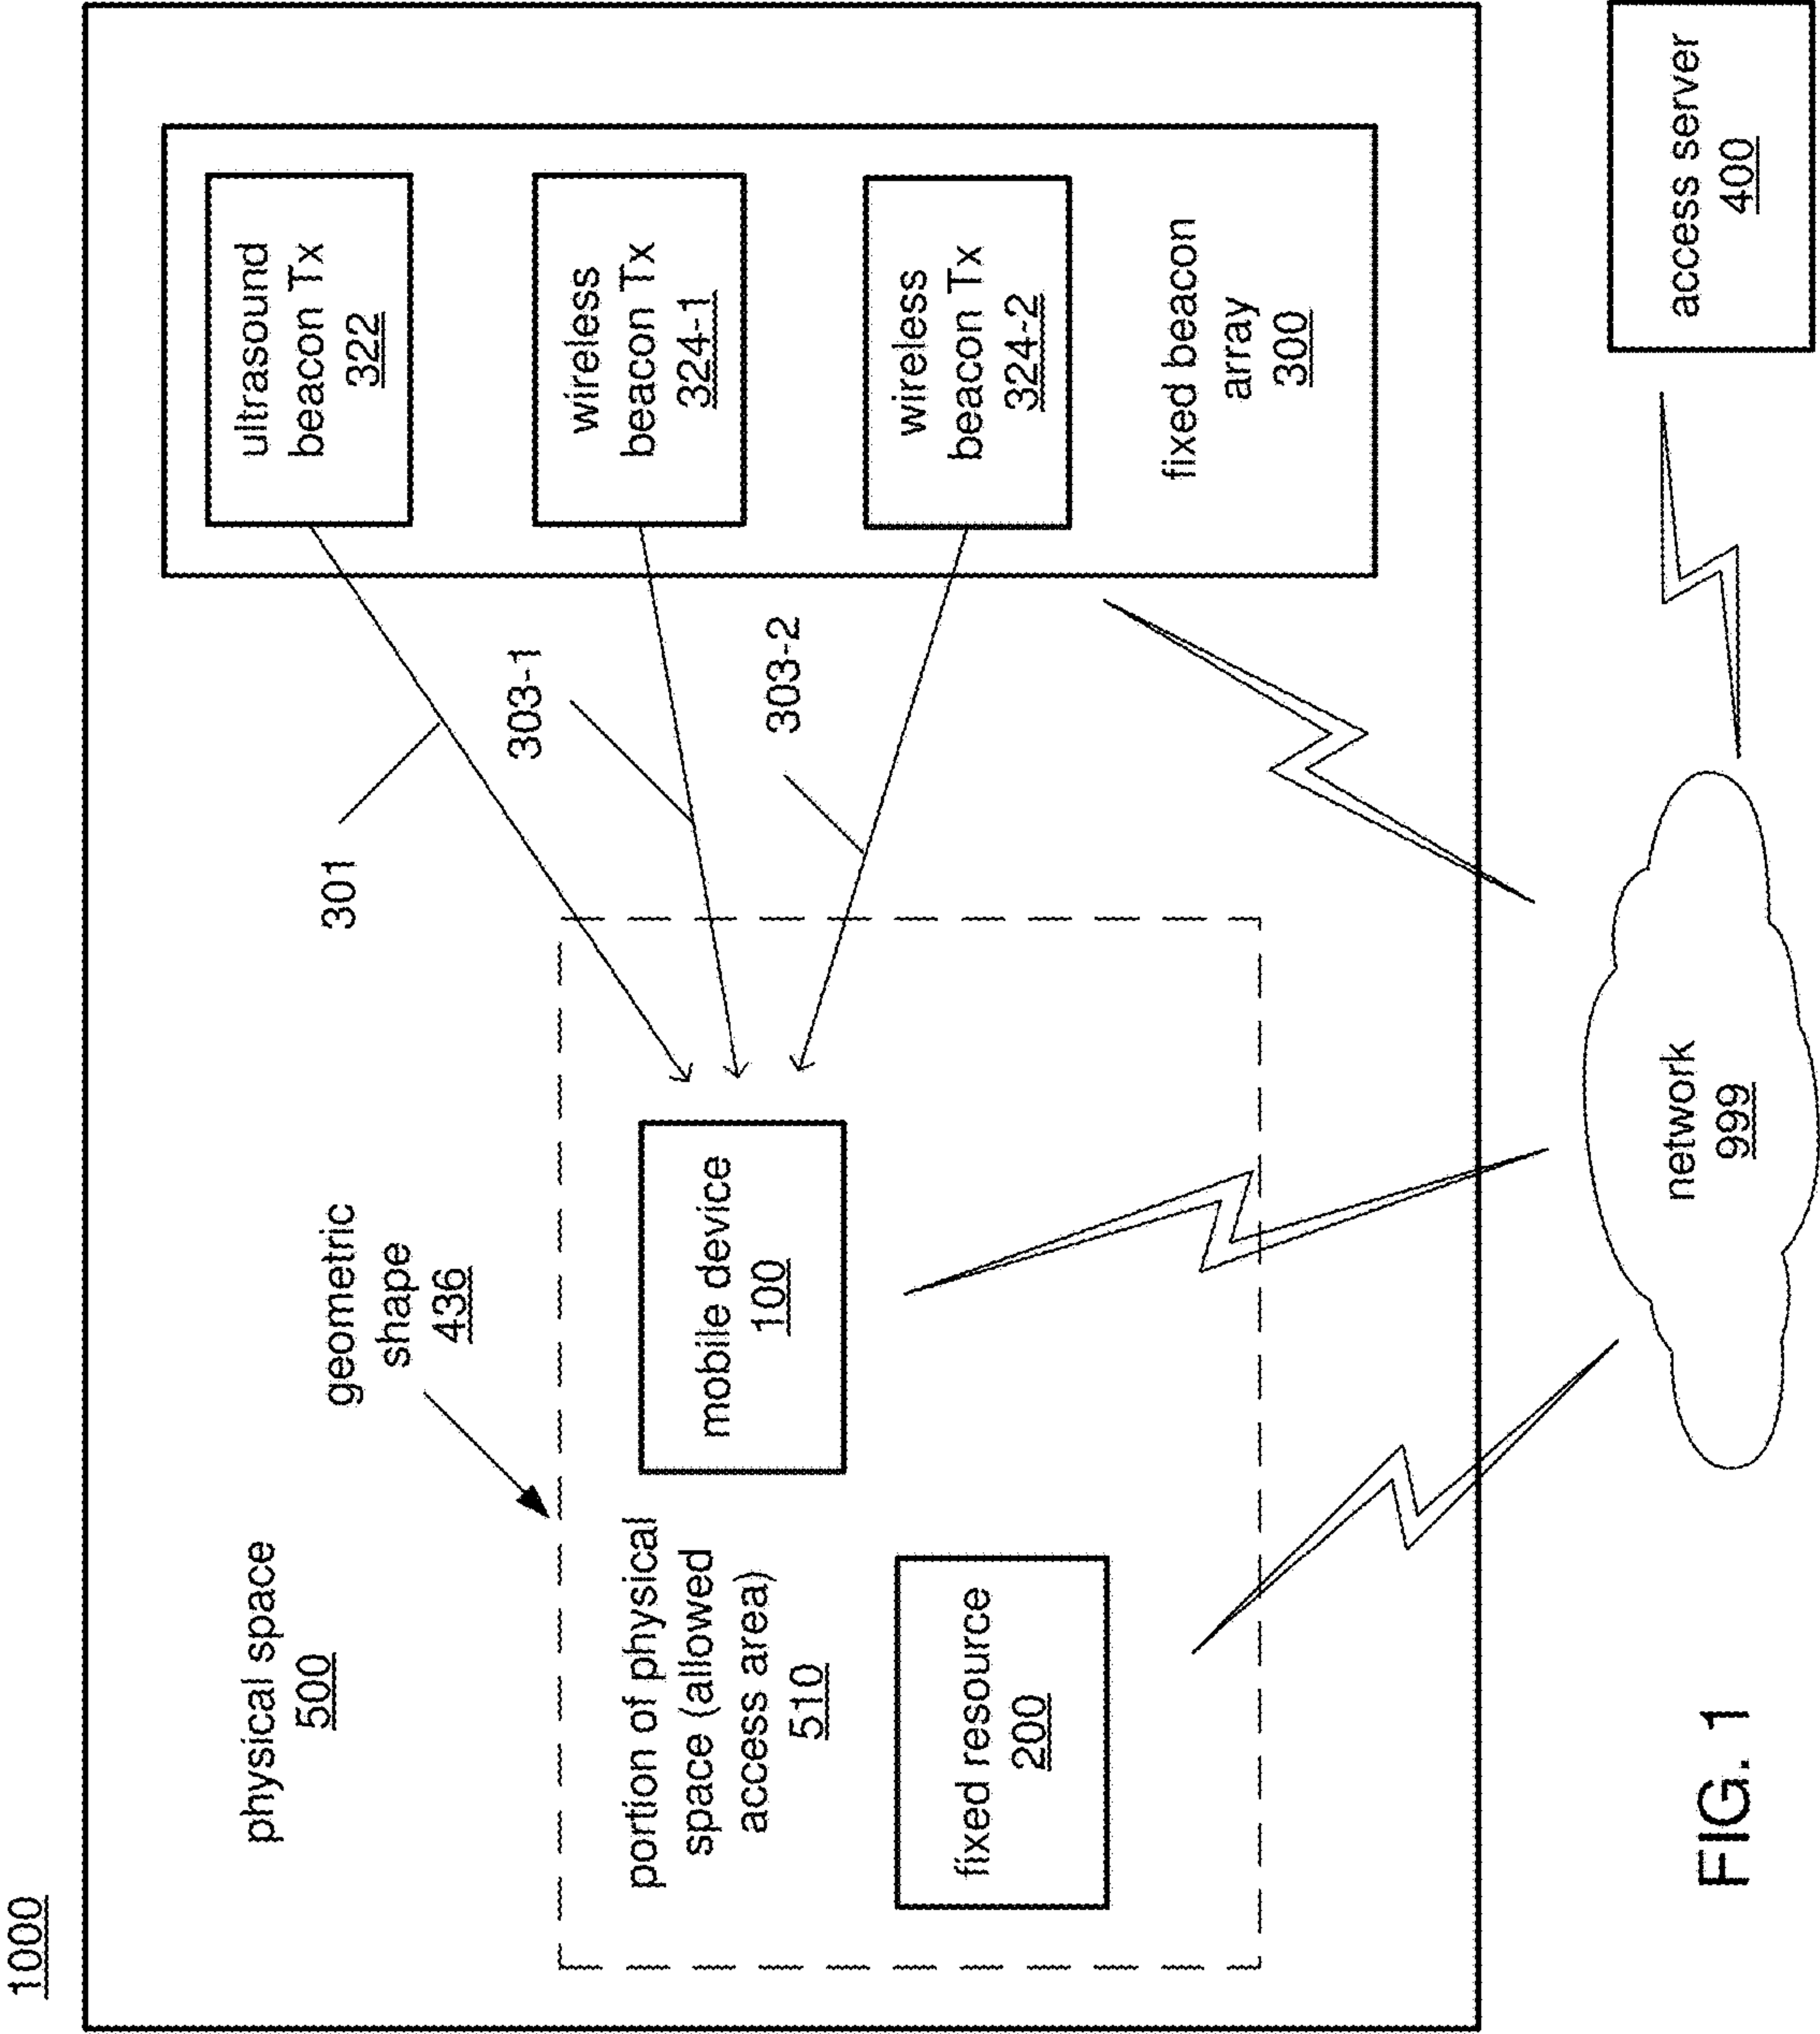 1000
physical space
500
geometric
shape
436
301
303-1
303-2
ultrasound
beacon Tx
322
wireless
beacon Tx
324-1
wireless
beacon Tx
324-2
fixed beacon
array
300
portion of physical
space (allowed
access area)
510
mobile device
100
fixed resource
200
network
999
access server
400
FIG. 1